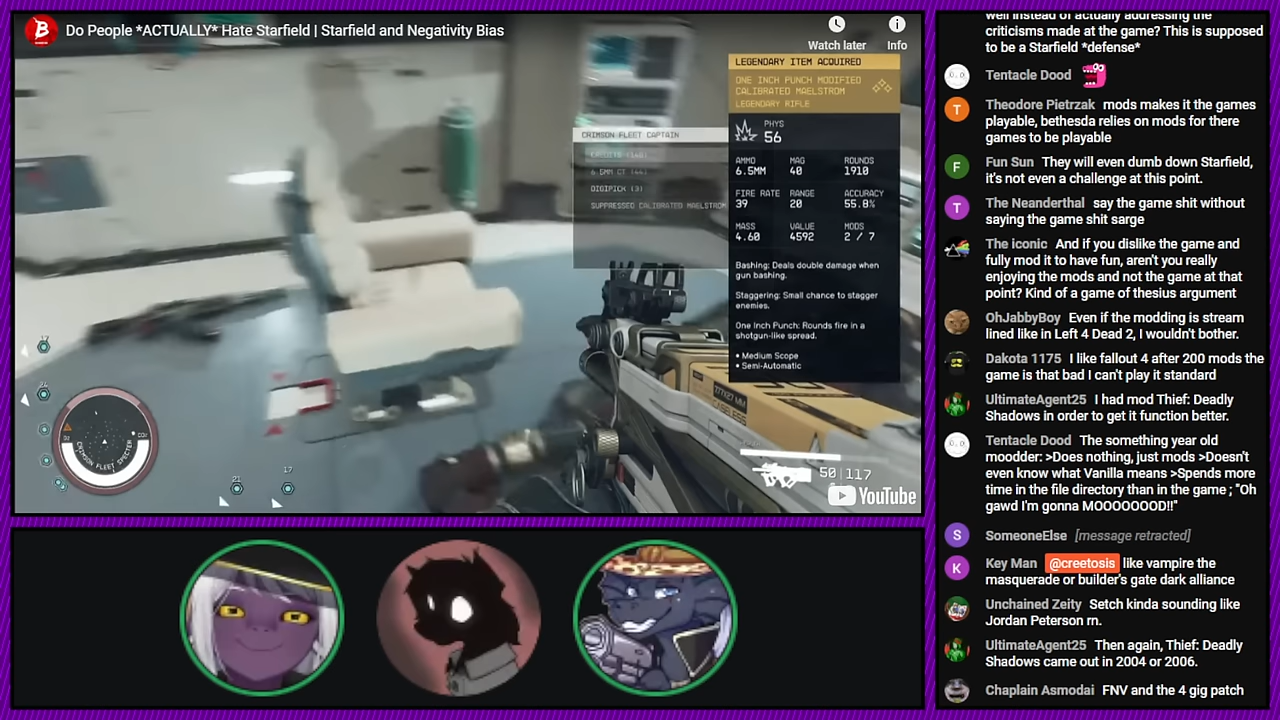 Do People *ACTUALLY* Hate Starfield | Starfield and Negativity Bias
Watch later
Info
LEGENDARY ITEM ACQUIRED
ONE INCH PUNCH MODIFIED
CALIBRATED MAELSTROM
LEGENDARY RIFLE
PHYS
56
AMMO MAG ROUNDS
6.5MM 40 1910
FIRE RATE RANGE ACCURACY
39 20 55.8%
MASS VALUE MODS
4.60 4592 2 / 7
Bashing: Deals double damage when
gun bashing.
Staggering: Small chance to stagger
enemies.
One Inch Punch: Rounds fire in a
shotgun-like spread.
• Medium Scope
• Semi-Automatic
CRIMSON FLEET CAPTAIN
DIGIPICK (3)
SUPPRESSED CALIBRATED MAELSTROM
CRIMSON FLEET SPECTER
21
17
50 | 117
YouTube
well instead of actually addressing the
criticisms made at the game? This is supposed
to be a Starfield *defense*
Tentacle Dood
Theodore Pietrzak mods makes it the games
playable, bethesda relies on mods for there
games to be playable
Fun Sun They will even dumb down Starfield,
it's not even a challenge at this point.
The Neanderthal say the game shit without
saying the game shit sarge
The iconic And if you dislike the game and
fully mod it to have fun, aren't you really
enjoying the mods and not the game at that
point? Kind of a game of thesius argument
OhJabbyBoy Even if the modding is stream
lined like in Left 4 Dead 2, I wouldn't bother.
Dakota 1175 I like fallout 4 after 200 mods the
game is that bad I can't play it standard
UltimateAgent25 I had mod Thief: Deadly
Shadows in order to get it function better.
Tentacle Dood The something year old
moodder: >Does nothing, just mods >Doesn't
even know what Vanilla means >Spends more
time in the file directory than in the game ; "Oh
gawd I'm gonna MOOOOOOOD!!"
SomeoneElse [message retracted]
Key Man @creetosis like vampire the
masquerade or builder's gate dark alliance
Unchained Zeity Setch kinda sounding like
Jordan Peterson rn.
UltimateAgent25 Then again, Thief: Deadly
Shadows came out in 2004 or 2006.
Chaplain Asmodai FNV and the 4 gig patch